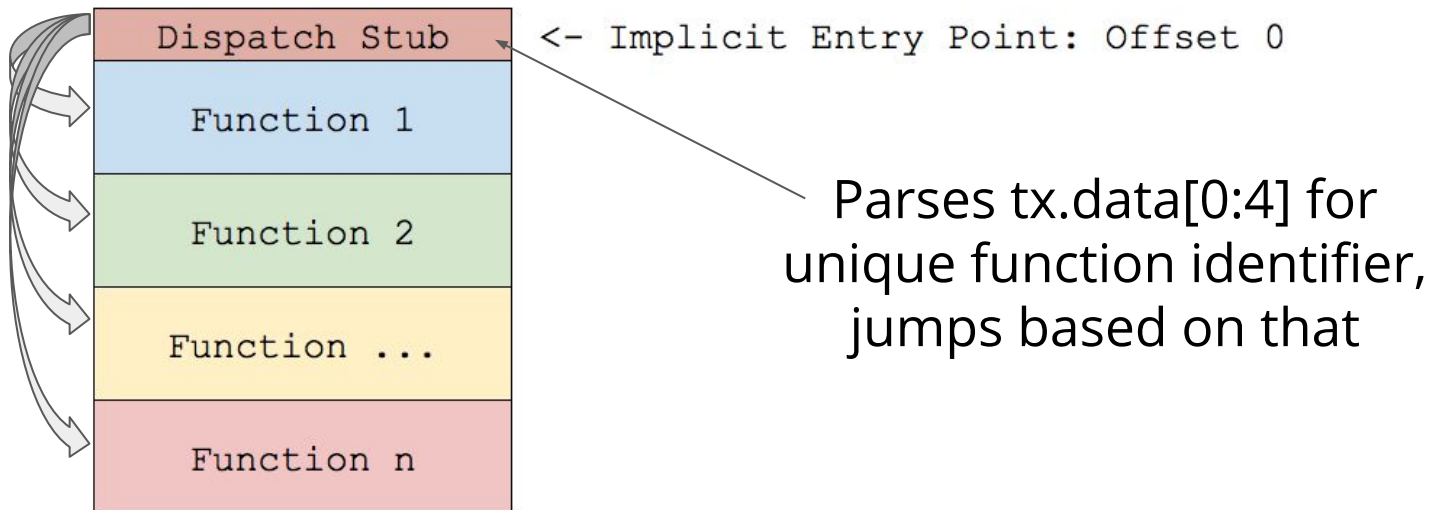 Dispatch Stub <- Implicit Entry Point: Offset 0
Function 1
Function 2
Function ...
Function n
Parses tx.data[0:4] for
unique function identifier,
jumps based on that